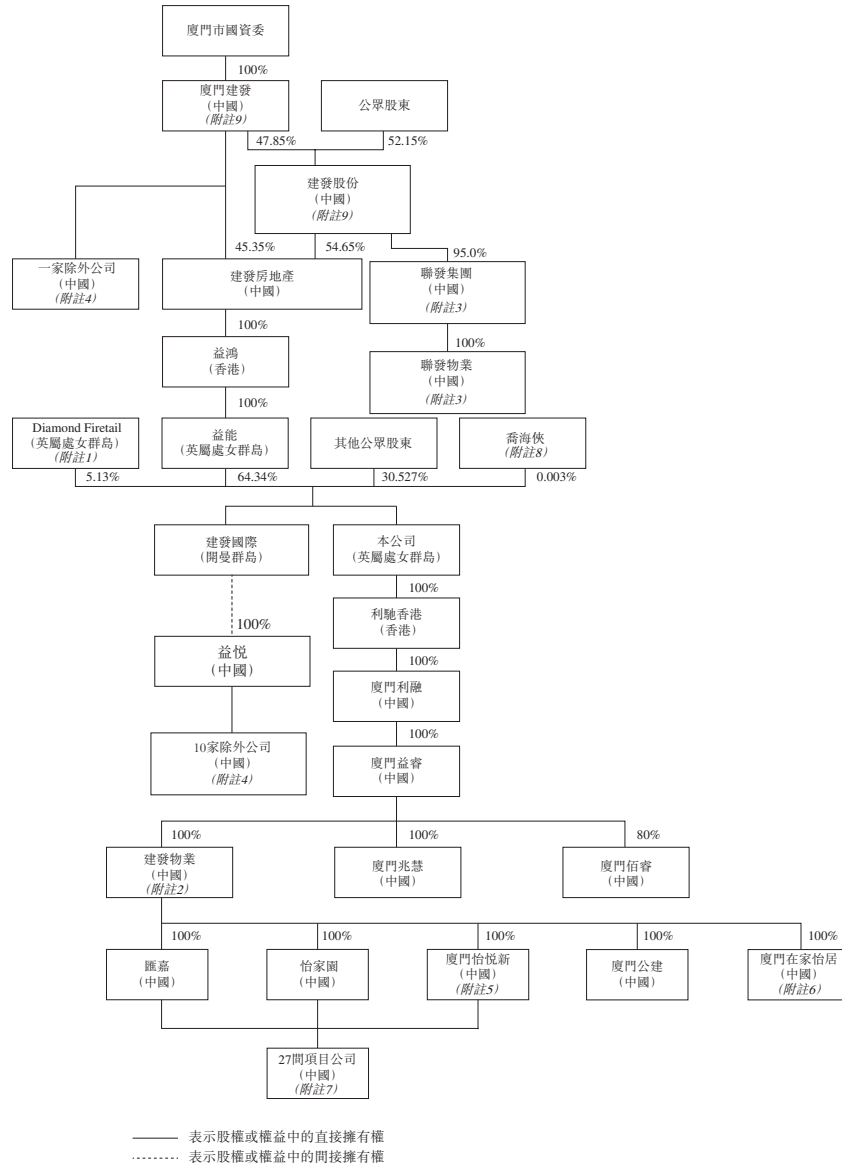 廈門市國資委
100%
廈門建發
(中國)
(附註9)
公眾股東
47.85%
52.15%
建發股份
(中國)
(附註9)
45.35%
54.65%
95.0%
一家除外公司
(中國)
(附註4)
建發房地產
(中國)
聯發集團
(中國)
(附註3)
100%
100%
益鴻
(香港)
聯發物業
(中國)
(附註3)
100%
Diamond Firetail
(英屬處女群島)
(附註1)
益能
(英屬處女群島)
其他公眾股東
喬海俠
(附註8)
5.13%
64.34%
30.527%
0.003%
建發國際
(開曼群島)
本公司
(英屬處女群島)
100%
利馳香港
(香港)
100%
益悅
(中國)
100%
廈門利融
(中國)
100%
10家除外公司
(中國)
(附註4)
廈門益睿
(中國)
100%
100%
80%
建發物業
(中國)
(附註2)
廈門兆慧
(中國)
廈門佰睿
(中國)
100%
100%
100%
100%
100%
匯嘉
(中國)
怡家園
(中國)
廈門怡悅新
(中國)
(附註5)
廈門公建
(中國)
廈門在家怡居
(中國)
(附註6)
27間項目公司
(中國)
(附註7)
表示股權或權益中的直接擁有權
表示股權或權益中的間接擁有權